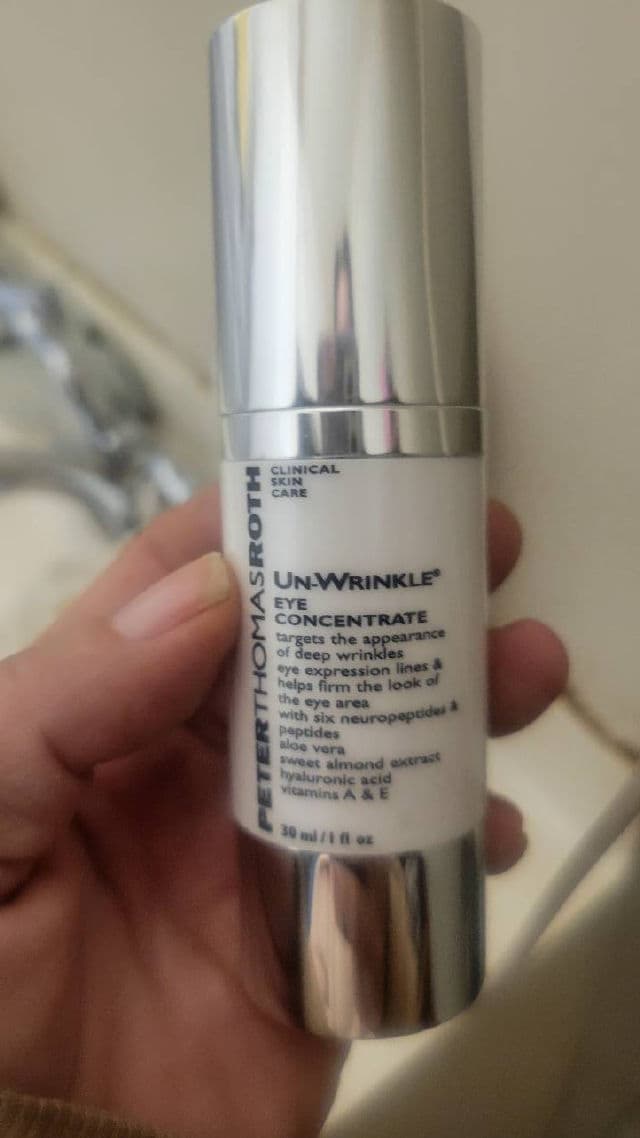 PETERTHOMASROTH
CLINICAL
SKIN
CARE
UN-WRINKLE®
EYE
CONCENTRATE
targets the appearance
of deep wrinkles
eye expression lines &
helps firm the look of
the eye area
with six neuropeptides &
peptides
aloe vera
sweet almond extract
hyaluronic acid
vitamins A & E
30 ml / 1 fl oz